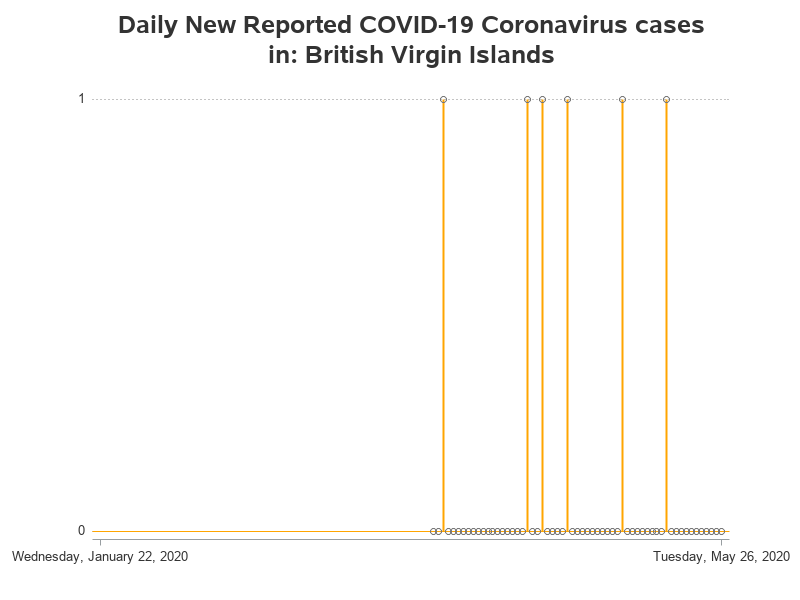 Daily New Reported COVID-19 Coronavirus cases
in: British Virgin Islands
1
0
Wednesday, January 22, 2020
Tuesday, May 26, 2020